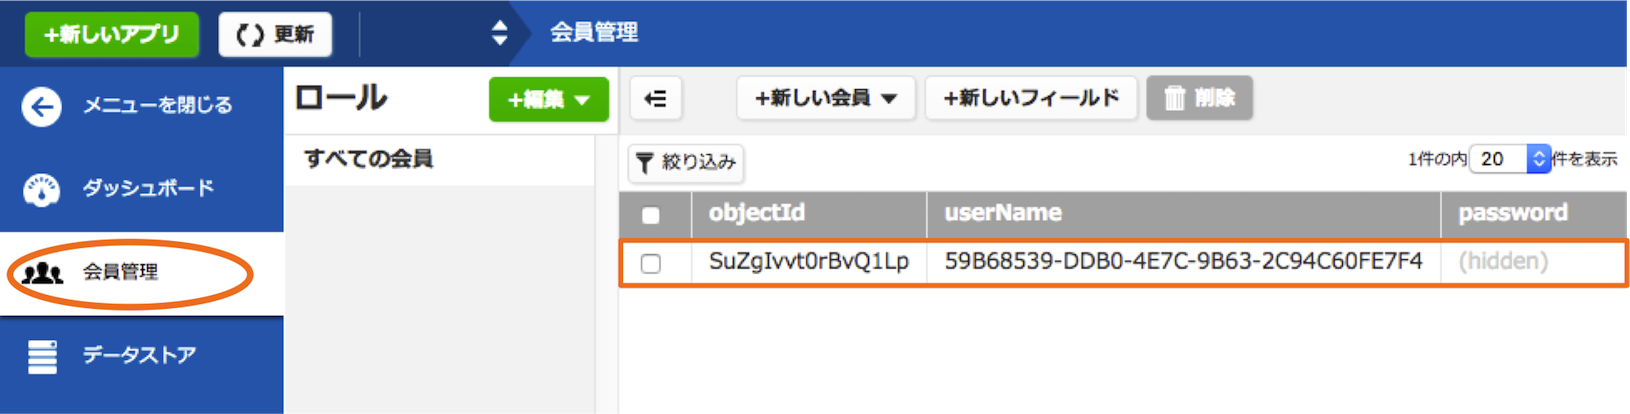 +新しいアプリ
更新
会員管理
メニューを閉じる
ダッシュボード
会員管理
データストア
ロール
+編集
すべての会員
+新しい会員
+新しいフィールド
削除
絞り込み
1件の内 20 件を表示
objectId userName password
SuZgIvvt0rBvQ1Lp 59B68539-DDB0-4E7C-9B63-2C94C60FE7F4 (hidden)